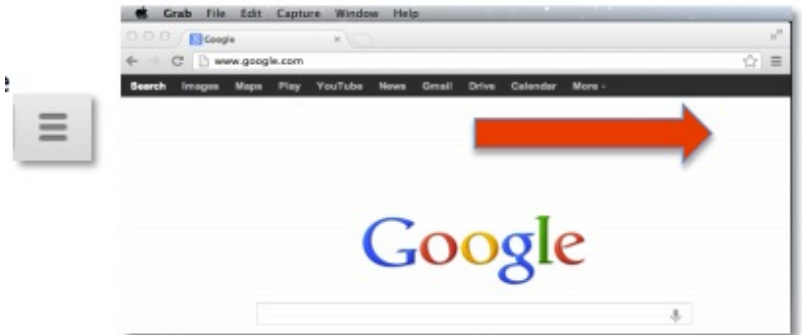 Grab File Edit Capture Window Help
Google
www.google.com
Search Images Maps Play YouTube News Gmail Drive Calendar More
e
Google